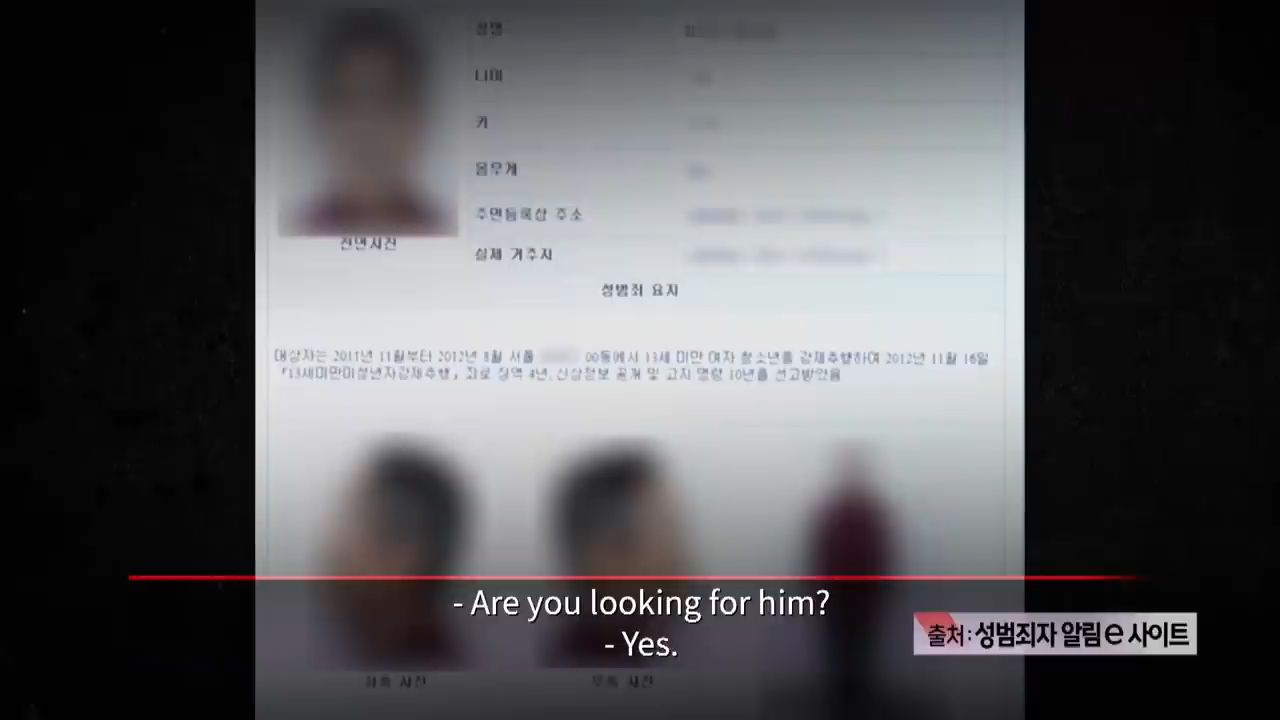 성명
나이
키
몸무게
주민등록상 주소
전면사진
실제 거주지
성범죄 요지
대상자는 2011년 11월부터 2012년 8월 서울 00동에서 13세 미만 여자 청소년을 강제추행하여 2012년 11월 16일
「13세미만미성년자강제추행」 죄로 징역 4년, 신상정보 공개 및 고지 명령 10년을 선고받았음
- Are you looking for him?
- Yes.
출처: 성범죄자 알림e 사이트
좌측 사진
우측 사진